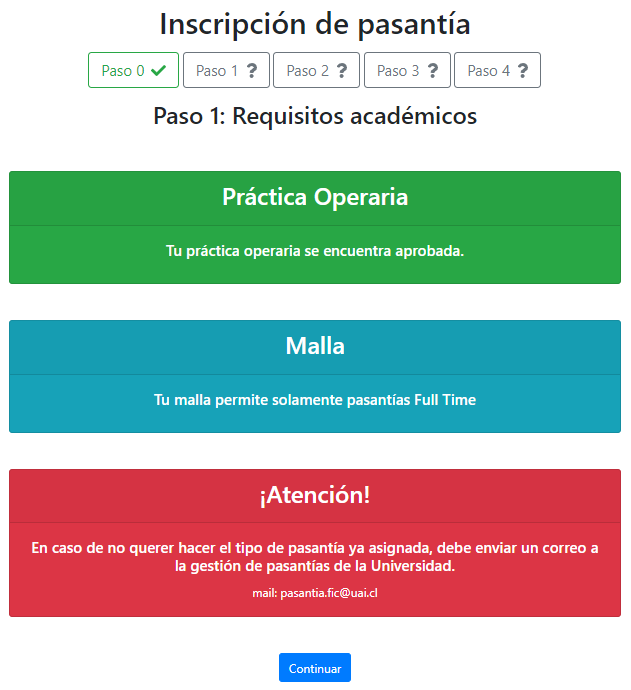 Inscripción de pasantía
Paso 0
Paso 1 ?
Paso 2 ?
Paso 3 ?
Paso 4 ?
Paso 1: Requisitos académicos
Práctica Operaria
Tu práctica operaria se encuentra aprobada.
Malla
Tu malla permite solamente pasantías Full Time
¡Atención!
En caso de no querer hacer el tipo de pasantía ya asignada, debe enviar un correo a
la gestión de pasantías de la Universidad.
mail: pasantia.fic@uai.cl
Continuar